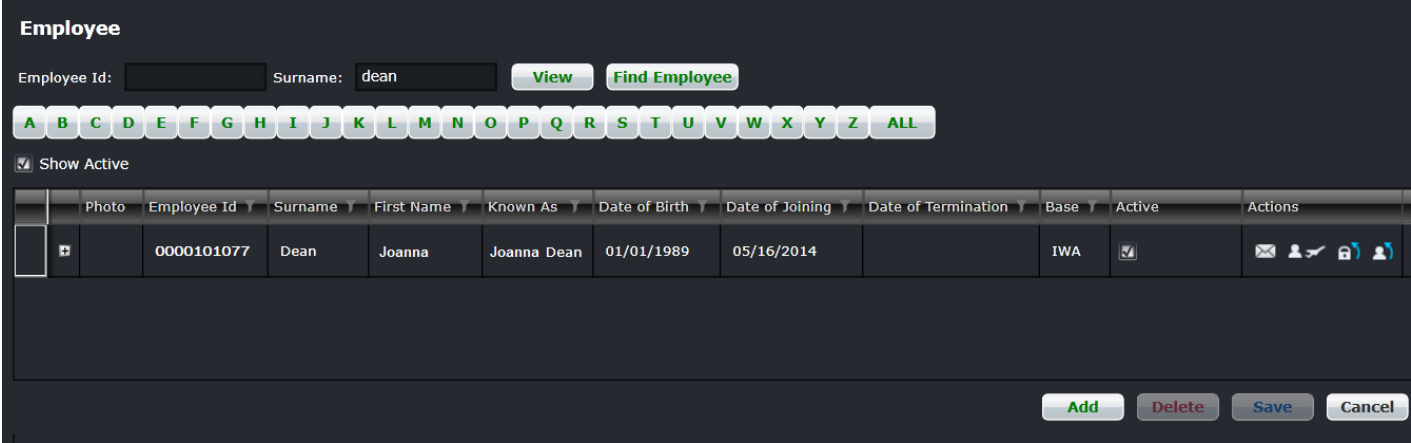 Employee
Employee Id: Surname: dean View Find Employee
A B C D E F G H I J K L M N O P Q R S T U V W X Y Z ALL
Show Active
Photo Employee Id Surname First Name Known As Date of Birth Date of Joining Date of Termination Base Active Actions
0000101077 Dean Joanna Joanna Dean 01/01/1989 05/16/2014 IWA
Add Delete Save Cancel